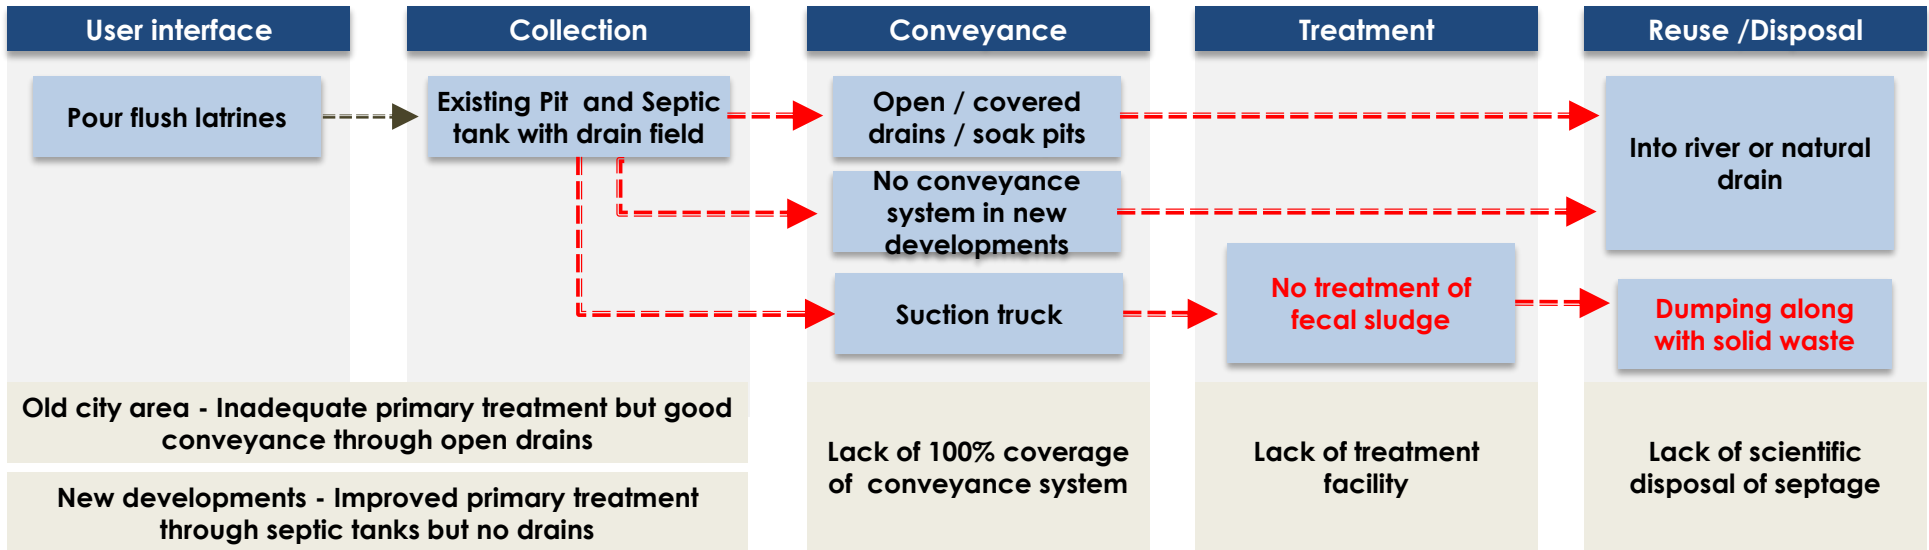 User interface
Collection
Conveyance
Treatment
Reuse /Disposal
Pour flush latrines
Existing Pit and Septic
tank with drain field
Open / covered
drains / soak pits
Into river or natural
drain
No conveyance
system in new
developments
Suction truck
No treatment of
fecal sludge
Dumping along
with solid waste
Old city area - Inadequate primary treatment but good
conveyance through open drains
New developments - Improved primary treatment
through septic tanks but no drains
Lack of 100% coverage
of conveyance system
Lack of treatment
facility
Lack of scientific
disposal of septage